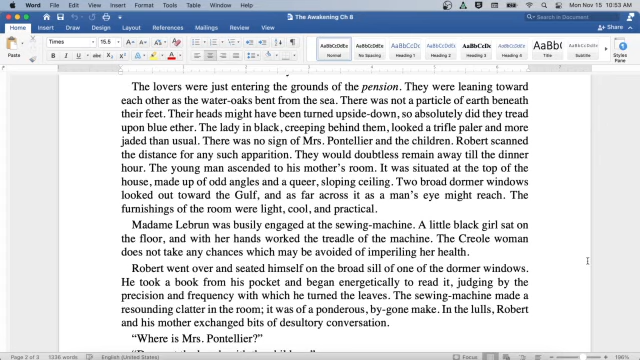 Word File Edit View Insert Format Tools Table Window Help
Mon Nov 15 10:53 AM
The Awakening Ch 8
Search in Document
Home Insert Draw Design Layout References Mailings Review View
Share
Paste
Times 15.5
AaBbCcDdEe AaBbCcDdEe AaBbCcDc AaBbCcDdEe AaBbCcDc AaBbCcDdEe AaBb( AaBbCcDdEe
Normal No Spacing Heading 1 Heading 2 Heading 3 Heading 4 Title Subtitle
Styles
Pane
The lovers were just entering the grounds of the pension. They were leaning toward
each other as the water-oaks bent from the sea. There was not a particle of earth beneath
their feet. Their heads might have been turned upside-down, so absolutely did they tread
upon blue ether. The lady in black, creeping behind them, looked a trifle paler and more
jaded than usual. There was no sign of Mrs. Pontellier and the children. Robert scanned
the distance for any such apparition. They would doubtless remain away till the dinner
hour. The young man ascended to his mother's room. It was situated at the top of the
house, made up of odd angles and a queer, sloping ceiling. Two broad dormer windows
looked out toward the Gulf, and as far across it as a man's eye might reach. The
furnishings of the room were light, cool, and practical.
Madame Lebrun was busily engaged at the sewing-machine. A little black girl sat on
the floor, and with her hands worked the treadle of the machine. The Creole woman
does not take any chances which may be avoided of imperiling her health.
Robert went over and seated himself on the broad sill of one of the dormer windows.
He took a book from his pocket and began energetically to read it, judging by the
precision and frequency with which he turned the leaves. The sewing-machine made a
resounding clatter in the room; it was of a ponderous, by-gone make. In the lulls, Robert
and his mother exchanged bits of desultory conversation.
"Where is Mrs. Pontellier?"
Page 2 of 3 1336 words